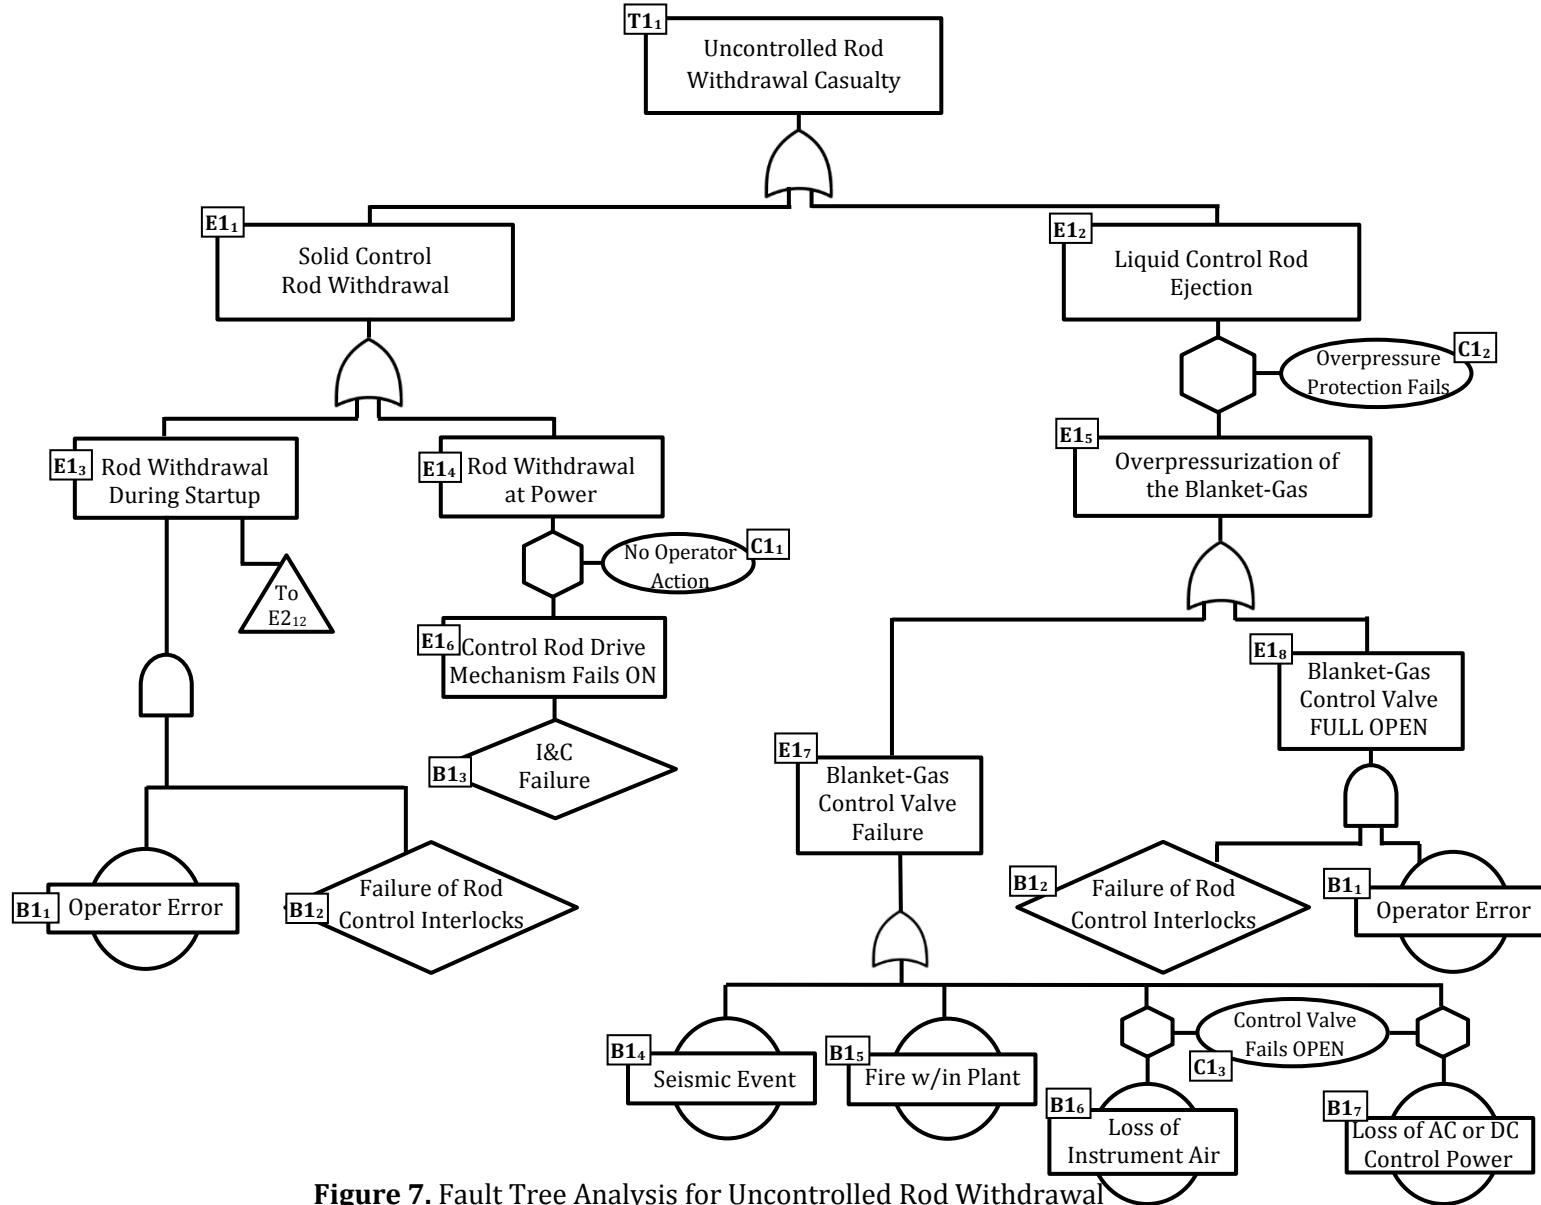 T1₁
Uncontrolled Rod
Withdrawal Casualty
E1₁
Solid Control
Rod Withdrawal
E1₂
Liquid Control Rod
Ejection
C1₂
Overpressure
Protection Fails
E1₃
Rod Withdrawal
During Startup
E1₄
Rod Withdrawal
at Power
E1₅
Overpressurization of
the Blanket-Gas
C1₁
No Operator
Action
To
E2₁₂
E1₆
Control Rod Drive
Mechanism Fails ON
E1₈
Blanket-Gas
Control Valve
FULL OPEN
B1₃
I&C
Failure
E1₇
Blanket-Gas
Control Valve
Failure
B1₁
Operator Error
B1₂
Failure of Rod
Control Interlocks
B1₂
Failure of Rod
Control Interlocks
B1₁
Operator Error
B1₄
Seismic Event
B1₅
Fire w/in Plant
Control Valve
Fails OPEN
C1₃
B1₆
Loss of
Instrument Air
B1₇
Loss of AC or DC
Control Power
Figure 7. Fault Tree Analysis for Uncontrolled Rod Withdrawal